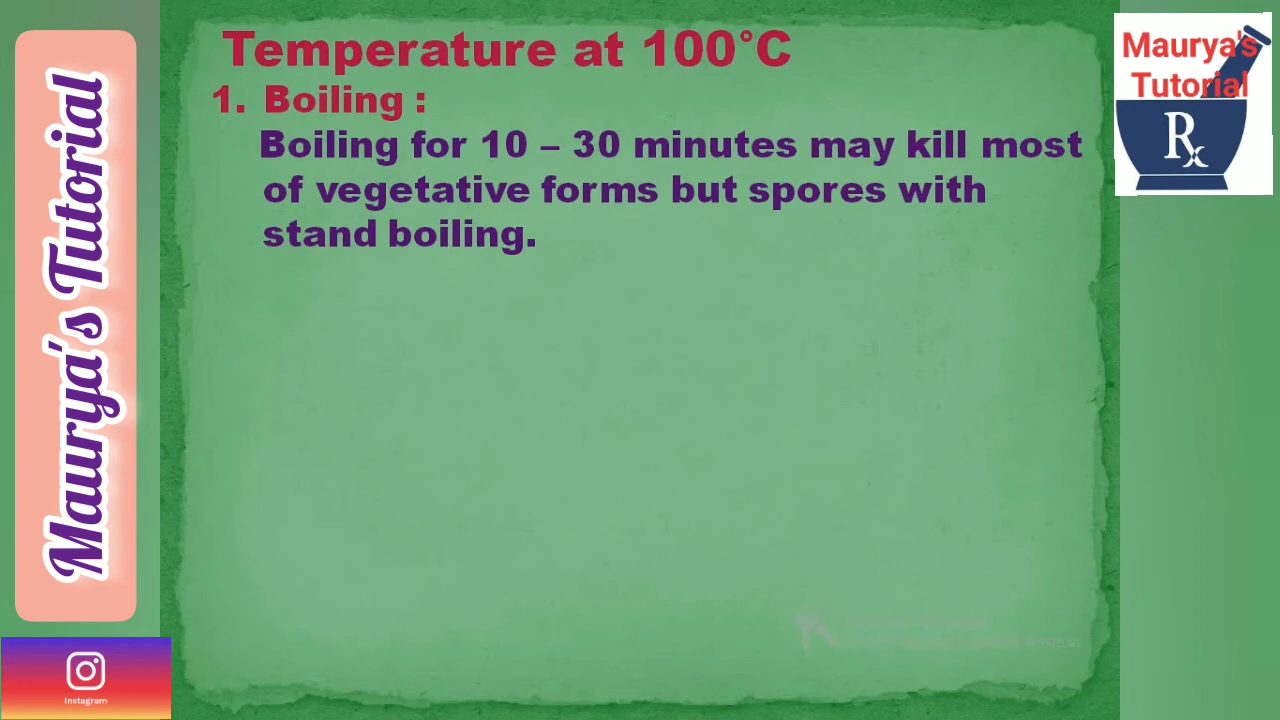 Temperature at 100°C
1. Boiling :
Boiling for 10 – 30 minutes may kill most
of vegetative forms but spores with
stand boiling.
Maurya's Tutorial
Maurya's
Tutorial
Rx
Instagram